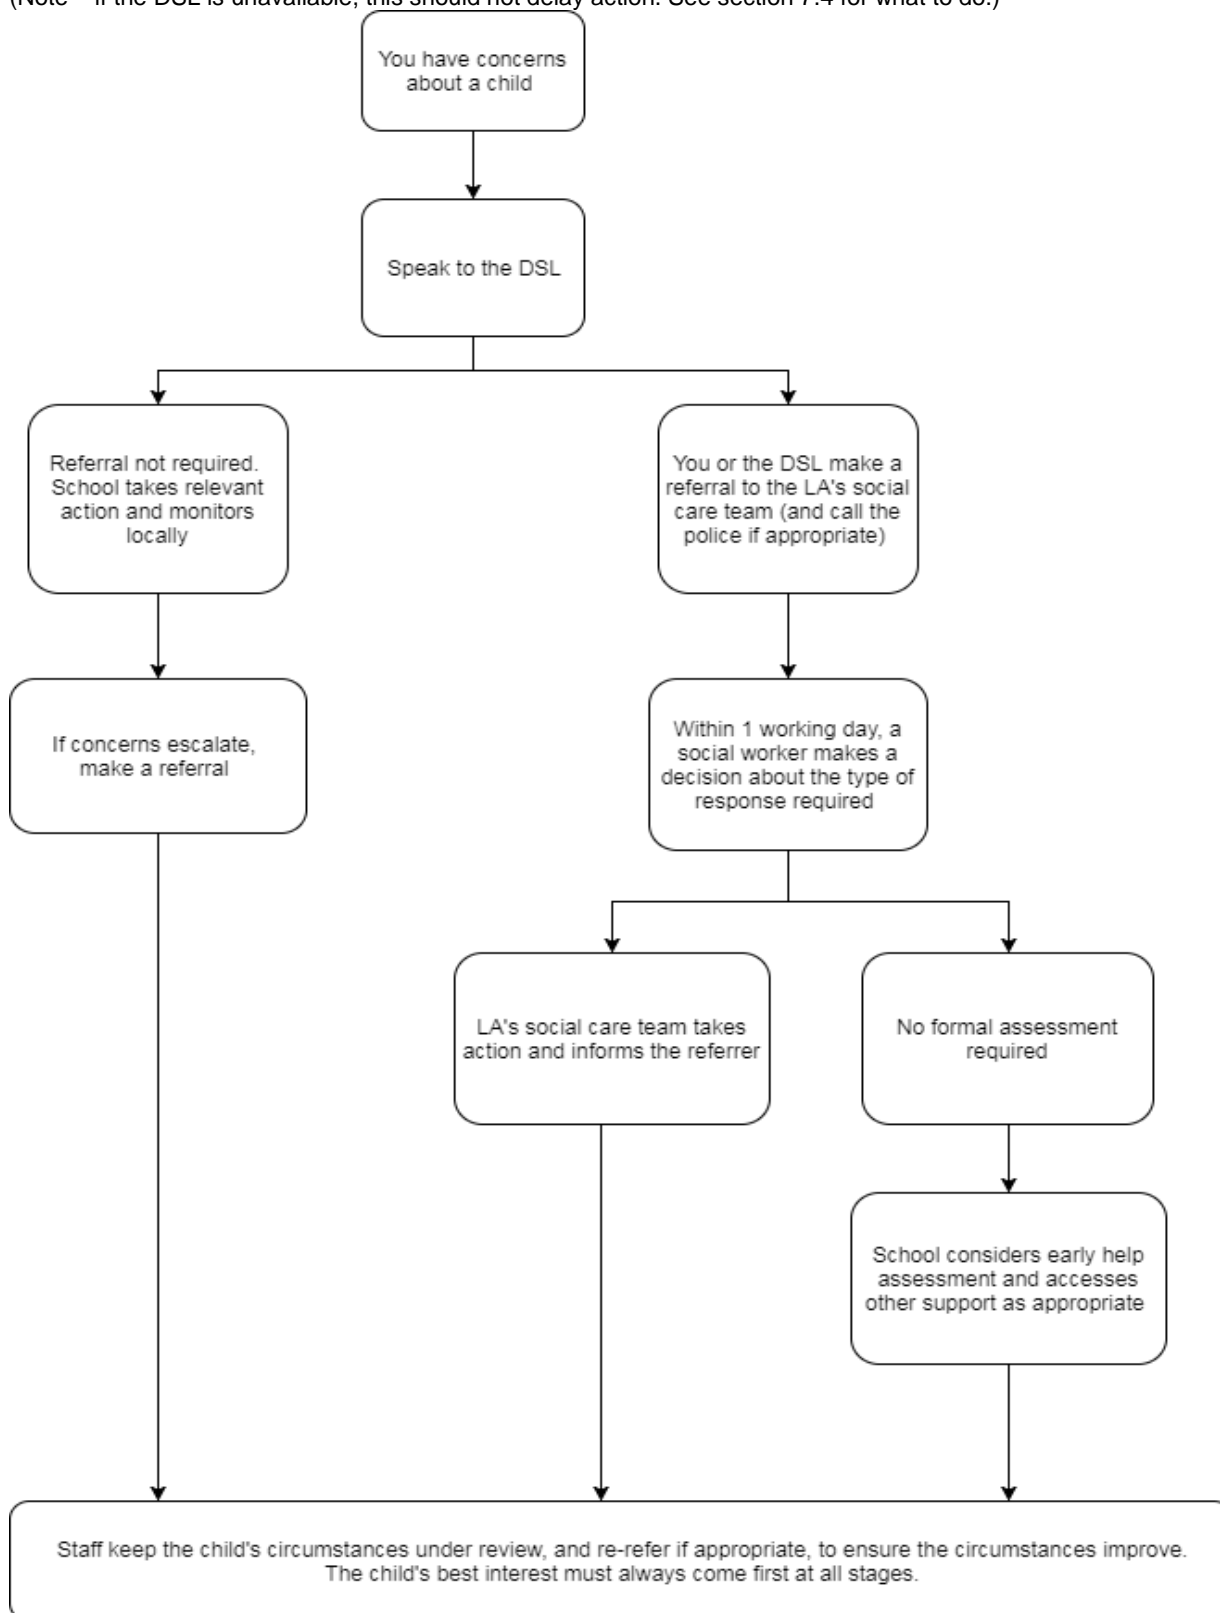 (Note – if the DSL is unavailable, this should not delay action. See section 7.4 for what to do.)
You have concerns
about a child
Speak to the DSL
Referral not required.
School takes relevant
action and monitors
locally
You or the DSL make a
referral to the LA's social
care team (and call the
police if appropriate)
If concerns escalate,
make a referral
Within 1 working day, a
social worker makes a
decision about the type of
response required
LA's social care team takes
action and informs the referrer
No formal assessment
required
School considers early help
assessment and accesses
other support as appropriate
Staff keep the child's circumstances under review, and re-refer if appropriate, to ensure the circumstances improve.
The child's best interest must always come first at all stages.